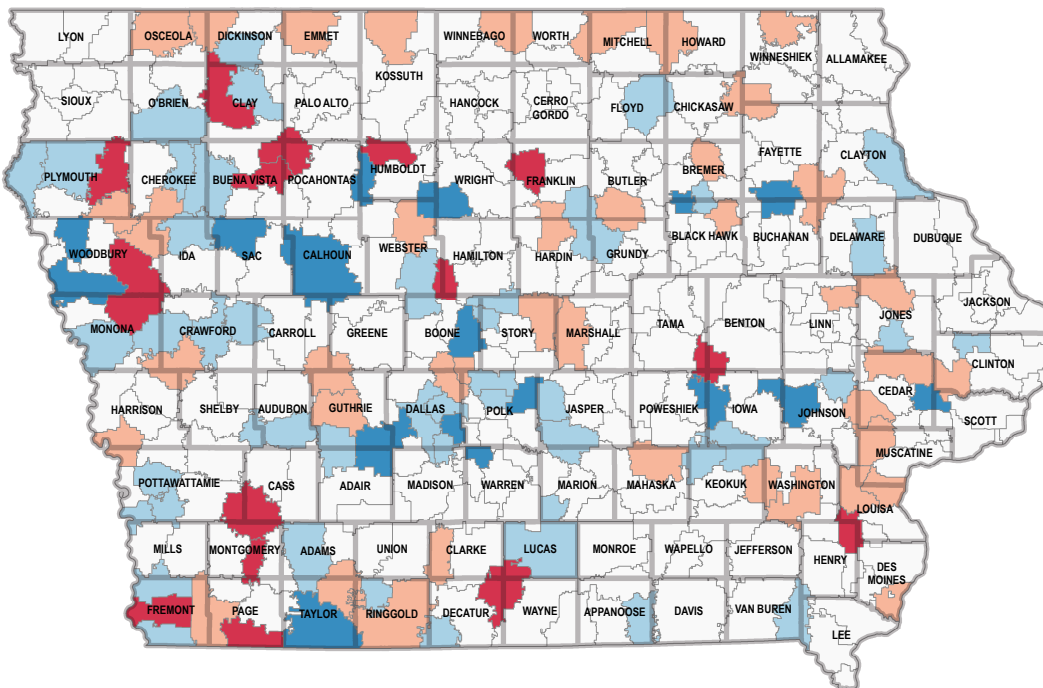 LYON
OSCEOLA
DICKINSON
EMMET
WINNEBAGO
WORTH
MITCHELL
HOWARD
WINNESHIEK
ALLAMAKEE
KOSSUTH
SIOUX
O'BRIEN
CLAY
PALO ALTO
HANCOCK
CERRO
GORDO
FLOYD
CHICKASAW
PLYMOUTH
CHEROKEE
BUENA VISTA
POCAHONTAS
HUMBOLDT
WRIGHT
FRANKLIN
BUTLER
BREMER
FAYETTE
CLAYTON
WOODBURY
IDA
SAC
CALHOUN
WEBSTER
HAMILTON
HARDIN
GRUNDY
BLACK HAWK
BUCHANAN
DELAWARE
DUBUQUE
MONONA
CRAWFORD
CARROLL
GREENE
BOONE
STORY
MARSHALL
TAMA
BENTON
LINN
JONES
JACKSON
CLINTON
HARRISON
SHELBY
AUDUBON
GUTHRIE
DALLAS
POLK
JASPER
POWESHIEK
IOWA
JOHNSON
CEDAR
SCOTT
MUSCATINE
POTTAWATTAMIE
CASS
ADAIR
MADISON
WARREN
MARION
MAHASKA
KEOKUK
WASHINGTON
LOUISA
MILLS
MONTGOMERY
ADAMS
UNION
CLARKE
LUCAS
MONROE
WAPELLO
JEFFERSON
HENRY
DES
MOINES
FREMONT
PAGE
TAYLOR
RINGGOLD
DECATUR
WAYNE
APPANOOSE
DAVIS
VAN BUREN
LEE